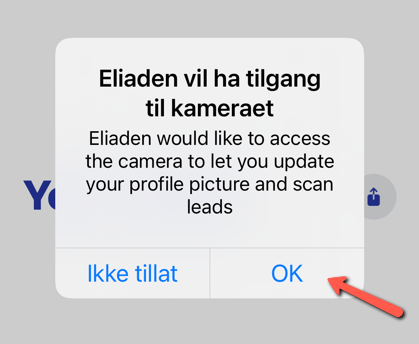 Eliaden vil ha tilgang
til kameraet
Eliaden would like to access
the camera to let you update
your profile picture and scan
leads
Ikke tillat
OK